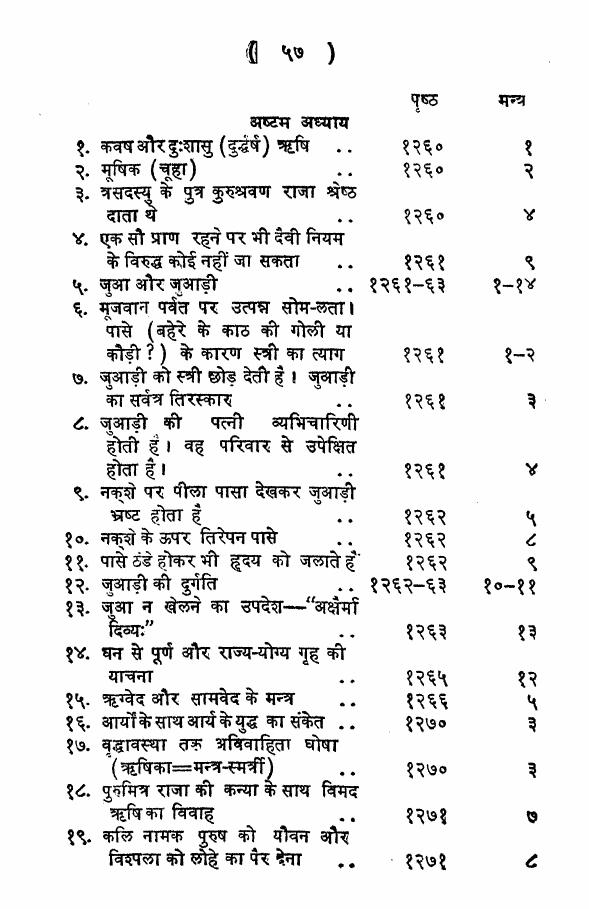 ( ५७ )
पृष्ठ मन्त्र
अष्टम अध्याय
१. कवष और दुःशासु (दुर्द्धर्ष) ऋषि .. १२६० १
२. मूषिक (चूहा) .. १२६० २
३. त्रसदस्यु के पुत्र कुरुश्रवण राजा श्रेष्ठ
दाता थे .. १२६० ४
४. एक सौ प्राण रहने पर भी दैवी नियम
के विरुद्ध कोई नहीं जा सकता .. १२६१ ९
५. जुआ और जुआड़ी .. १२६१-६३ १-१४
६. मूजवान पर्वत पर उत्पन्न सोम-लता।
पासे (बहेरे के काठ की गोली या
कौड़ी?) के कारण स्त्री का त्याग १२६१ १-२
७. जुआड़ी को स्त्री छोड़ देती है। जुआड़ी
का सर्वत्र तिरस्कार .. १२६१ ३
८. जुआड़ी की पत्नी व्यभिचारिणी
होती है। वह परिवार से उपेक्षित
होता है। .. १२६१ ४
९. नक्शे पर पीला पासा देखकर जुआड़ी
भ्रष्ट होता है .. १२६२ ५
१०. नक्शे के ऊपर तिरेपन पासे .. १२६२ ८
११. पासे ठंडे होकर भी हृदय को जलाते हैं १२६२ ९
१२. जुआड़ी की दुर्गति .. १२६२-६३ १०-११
१३. जुआ न खेलने का उपदेश—"अक्षैर्मा
दिव्यः" .. १२६३ १३
१४. धन से पूर्ण और राज्य-योग्य गृह की
याचना .. १२६५ १२
१५. ऋग्वेद और सामवेद के मन्त्र .. १२६६ ५
१६. आर्यों के साथ आर्य के युद्ध का संकेत .. १२७० ३
१७. वृद्धावस्था तक अविवाहिता घोषा
(ऋषिका=मन्त्र-स्मर्त्री) .. १२७० ३
१८. पुरुमित्र राजा की कन्या के साथ विमद
ऋषि का विवाह .. १२७१ ७
१९. कलि नामक पुरुष को यौवन और
विश्पला को लोहे का पैर देना .. १२७१ ८